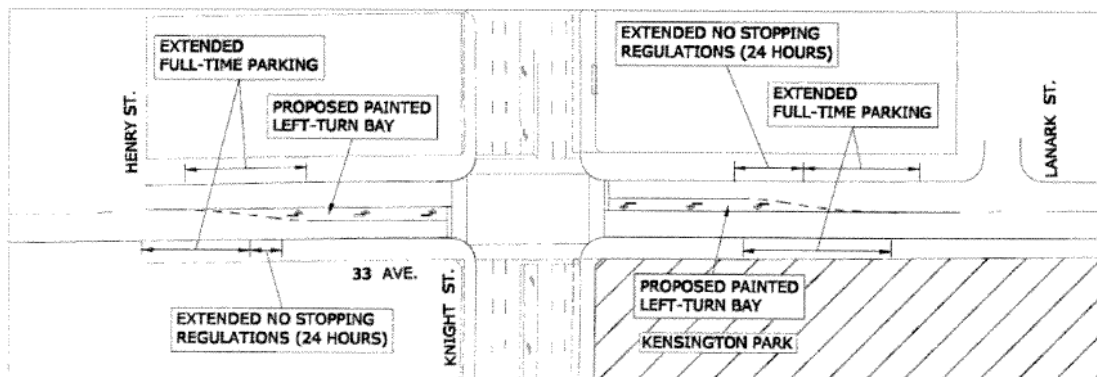 EXTENDED
FULL-TIME PARKING
PROPOSED PAINTED
LEFT-TURN BAY
HENRY ST.
EXTENDED NO STOPPING
REGULATIONS (24 HOURS)
EXTENDED
FULL-TIME PARKING
LANARK ST.
33 AVE.
KNIGHT ST.
EXTENDED NO STOPPING
REGULATIONS (24 HOURS)
PROPOSED PAINTED
LEFT-TURN BAY
KENSINGTON PARK